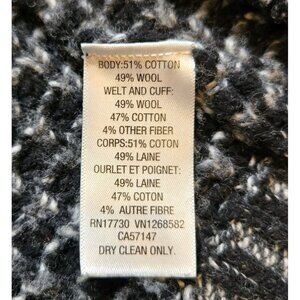 BODY:51% COTTON
49% WOOL
WELT AND CUFF:
49% WOOL
47% COTTON
4% OTHER FIBER
CORPS:51% COTON
49% LAINE
OURLET ET POIGNET:
49% LAINE
47% COTON
4% AUTRE FIBRE
RN17730 VN1268582
CA57147
DRY CLEAN ONLY.